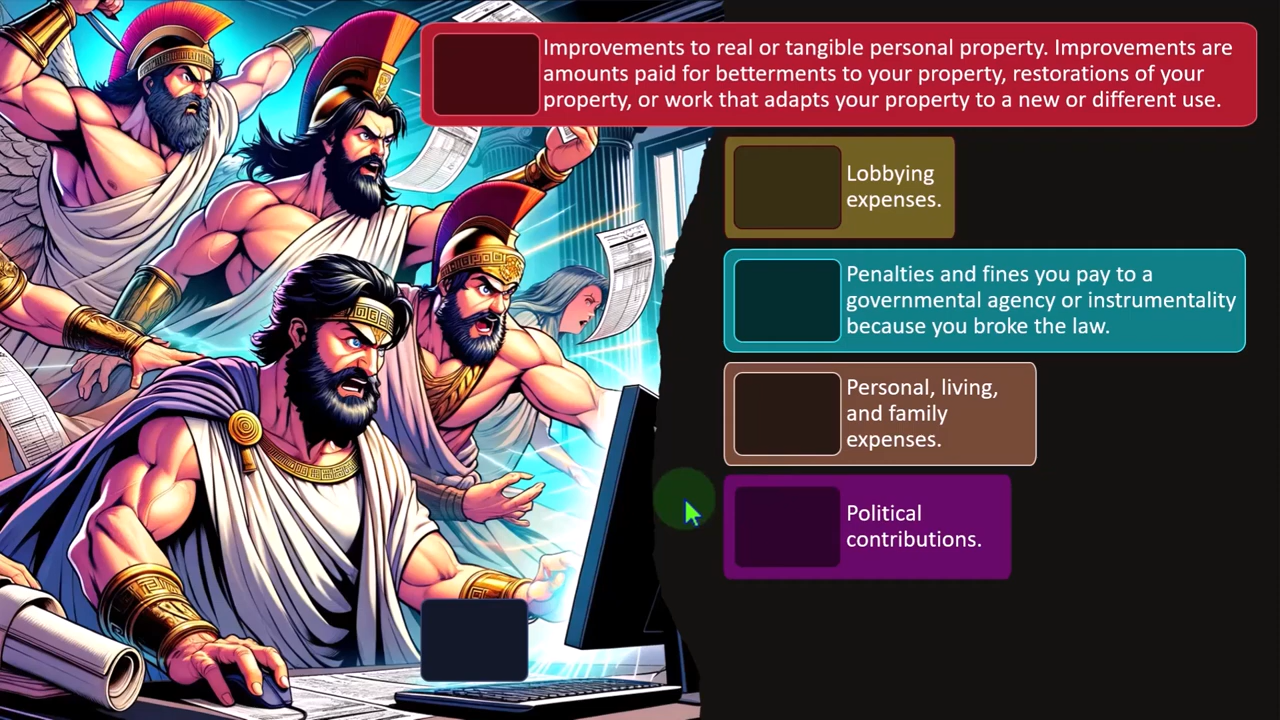 Improvements to real or tangible personal property. Improvements are
amounts paid for betterments to your property, restorations of your
property, or work that adapts your property to a new or different use.
Lobbying
expenses.
Penalties and fines you pay to a
governmental agency or instrumentality
because you broke the law.
Personal, living,
and family
expenses.
Political
contributions.